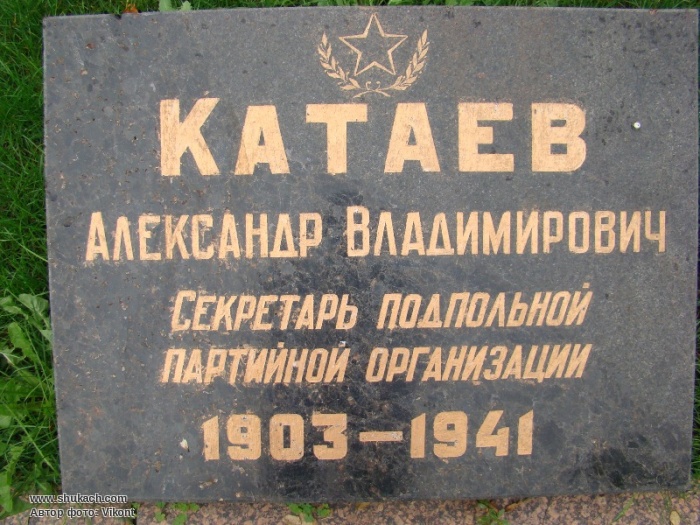 КАТАЕВ
АЛЕКСАНДР ВЛАДИМИРОВИЧ
СЕКРЕТАРЬ ПОДПОЛЬНОЙ
ПАРТИЙНОЙ ОРГАНИЗАЦИИ
1903–1941
www.shukach.com
Автор фото: Vikont